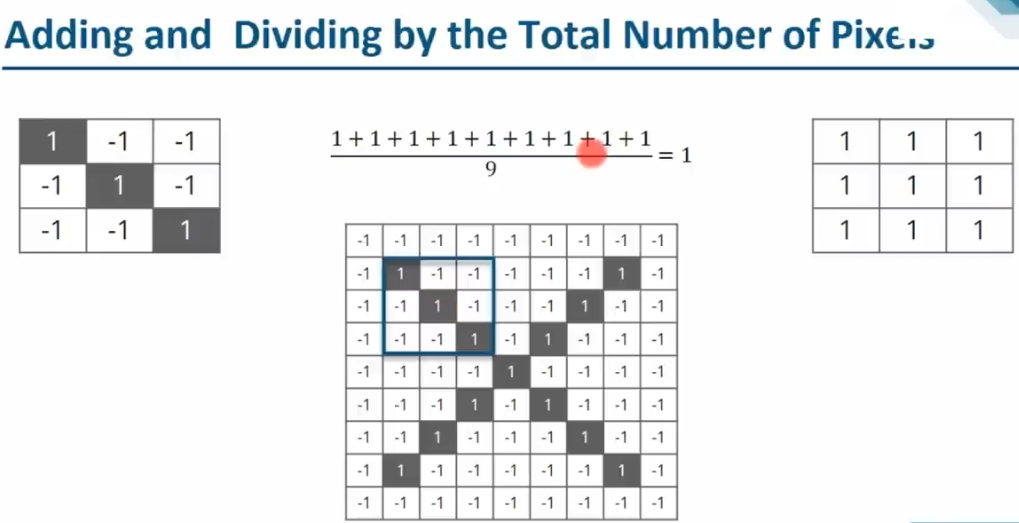 Adding and Dividing by the Total Number of Pixels
1 -1 -1
-1 1 -1
-1 -1 1
1 + 1 + 1 + 1 + 1 + 1 + 1 + 1 + 1
9
= 1
1 1 1
1 1 1
1 1 1
-1 -1 -1 -1 -1 -1 -1 -1 -1
-1 1 -1 -1 -1 -1 -1 1 -1
-1 -1 1 -1 -1 -1 1 -1 -1
-1 -1 -1 1 -1 1 -1 -1 -1
-1 -1 -1 -1 1 -1 -1 -1 -1
-1 -1 -1 1 -1 1 -1 -1 -1
-1 -1 1 -1 -1 -1 1 -1 -1
-1 1 -1 -1 -1 -1 -1 1 -1
-1 -1 -1 -1 -1 -1 -1 -1 -1